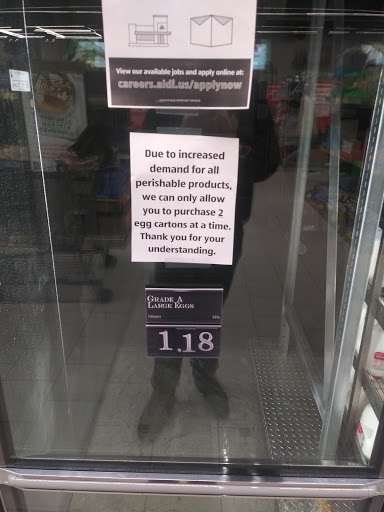 View our available jobs and apply online at:
careers.aldi.us/applynow
Due to increased
demand for all
perishable products,
we can only allow
you to purchase 2
egg cartons at a time.
Thank you for your
understanding.
GRADE A
LARGE EGGS
1.18